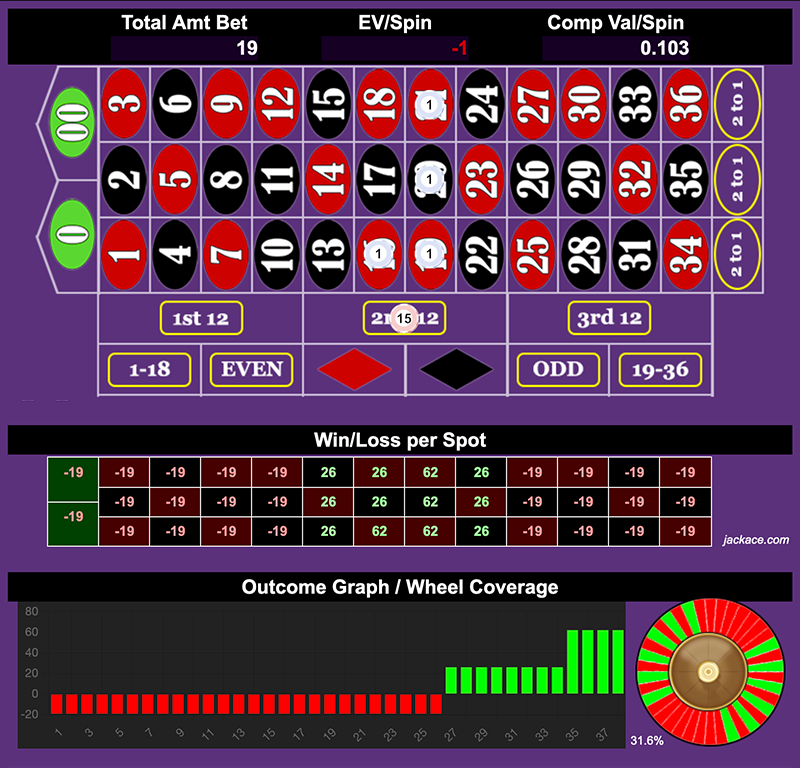 Total Amt Bet EV/Spin Comp Val/Spin
19 -1 0.103
00 3 6 9 12 15 18 1 24 27 30 33 36 2 to 1
2 5 8 11 14 17 1 23 26 29 32 35 2 to 1
0 1 4 7 10 13 1 1 22 25 28 31 34 2 to 1
1st 12 15 12 3rd 12
1-18 EVEN ODD 19-36
Win/Loss per Spot
-19 -19 -19 -19 -19 26 26 62 26 -19 -19 -19 -19
-19 -19 -19 -19 26 26 62 26 -19 -19 -19 -19
-19 -19 -19 -19 -19 26 62 62 26 -19 -19 -19 -19
jackace.com
Outcome Graph / Wheel Coverage
80
60
40
20
0
-20
1 3 5 7 9 11 13 15 17 19 21 23 25 27 29 31 33 35 37
31.6%